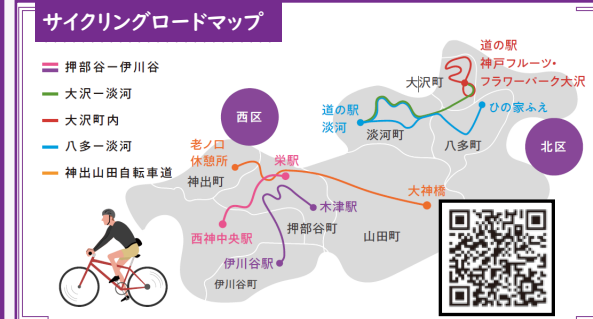 サイクリングロードマップ
押部谷ー伊川谷
大沢ー淡河
大沢町内
八多ー淡河
神出山田自転車道
西区
北区
道の駅
神戸フルーツ・
フラワーパーク大沢
大沢町
道の駅
淡河
淡河町
ひの家ふえ
八多町
老ノ口
休憩所
神出町
栄駅
大神橋
木津駅
西神中央駅
押部谷町
山田町
伊川谷駅
伊川谷町